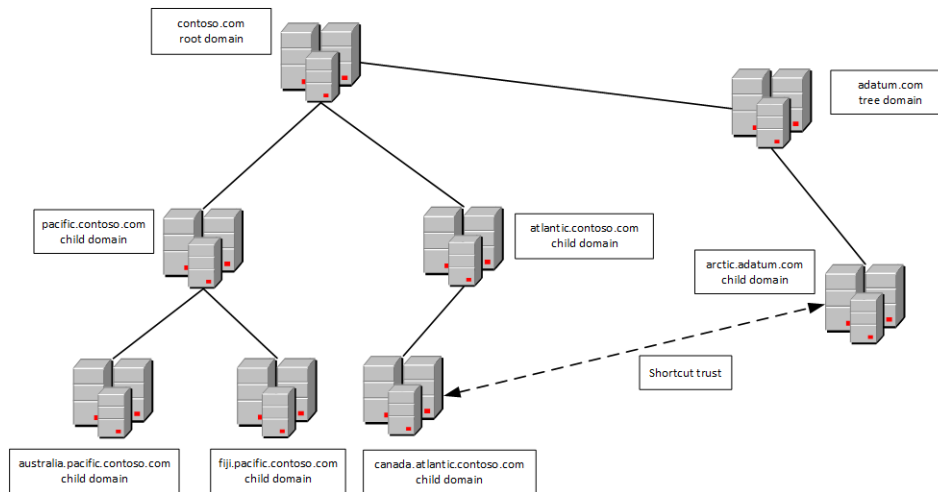 contoso.com
root domain
adatum.com
tree domain
pacific.contoso.com
child domain
atlantic.contoso.com
child domain
arctic.adatum.com
child domain
Shortcut trust
australia.pacific.contoso.com
child domain
fiji.pacific.contoso.com
child domain
canada.atlantic.contoso.com
child domain